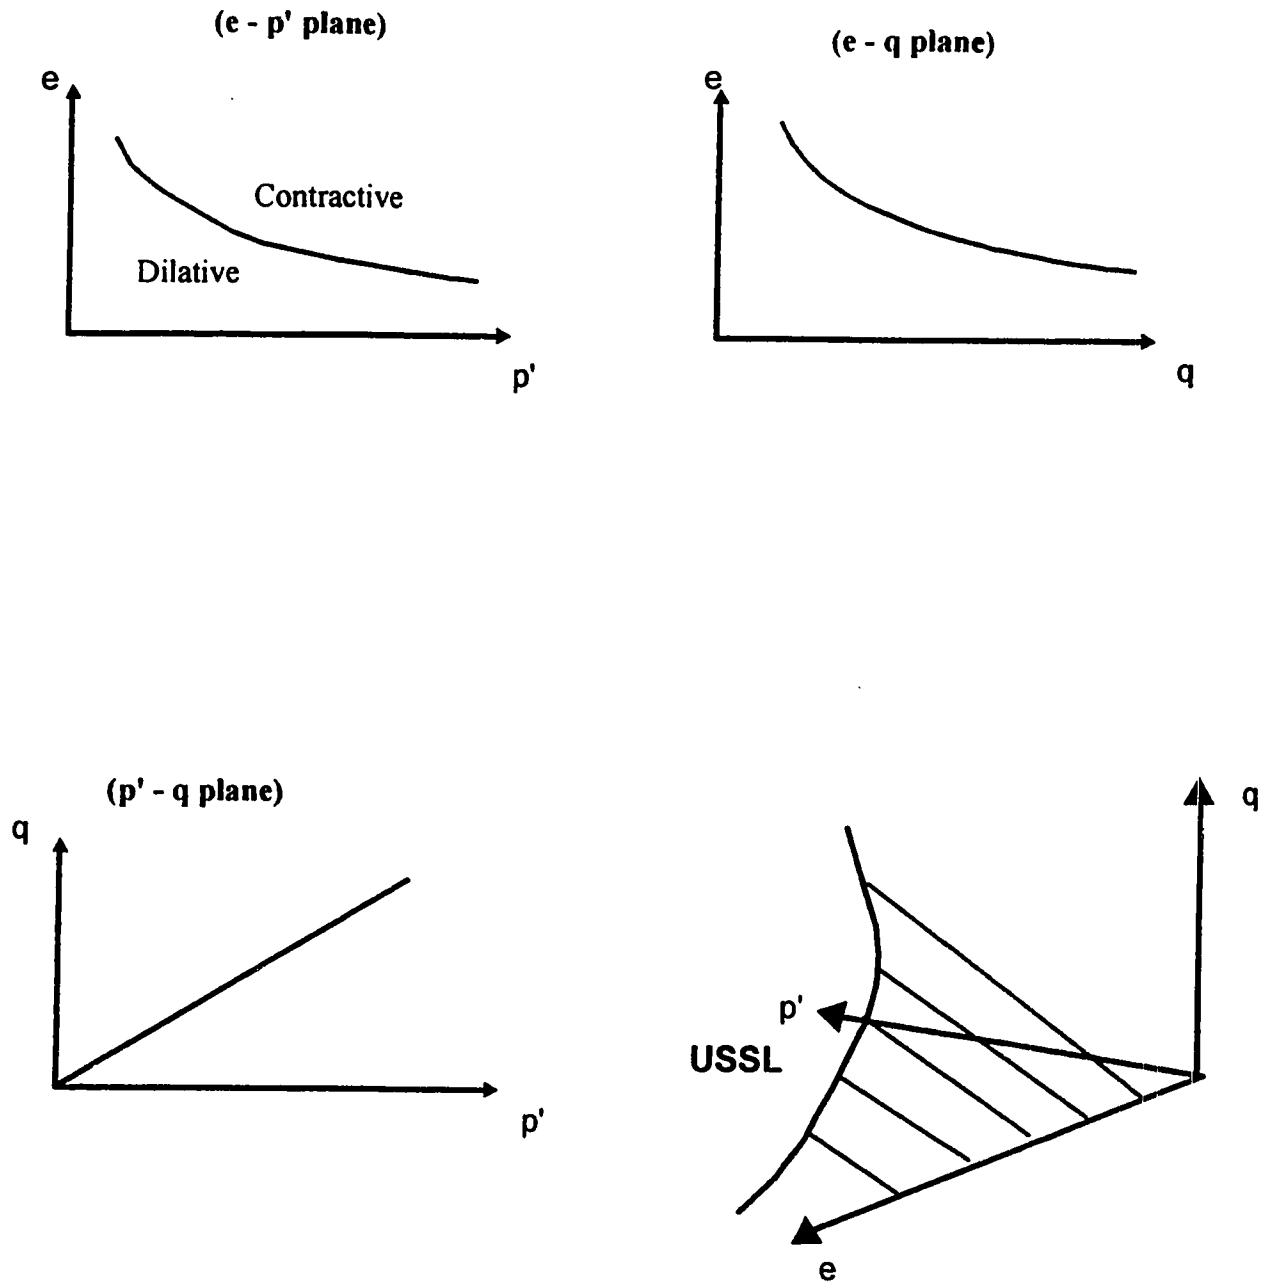 (e - p' plane)
(e - q plane)
e
e
Contractive
Dilative
p'
q
(p' - q plane)
q
q
p'
USSL
p'
e